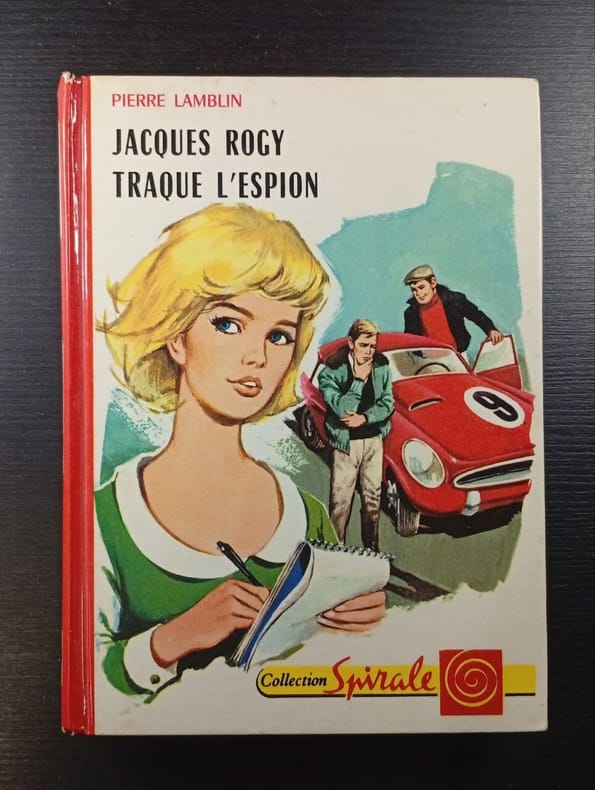 PIERRE LAMBLIN
JACQUES ROGY
TRAQUE L'ESPION
9
Collection Spirale